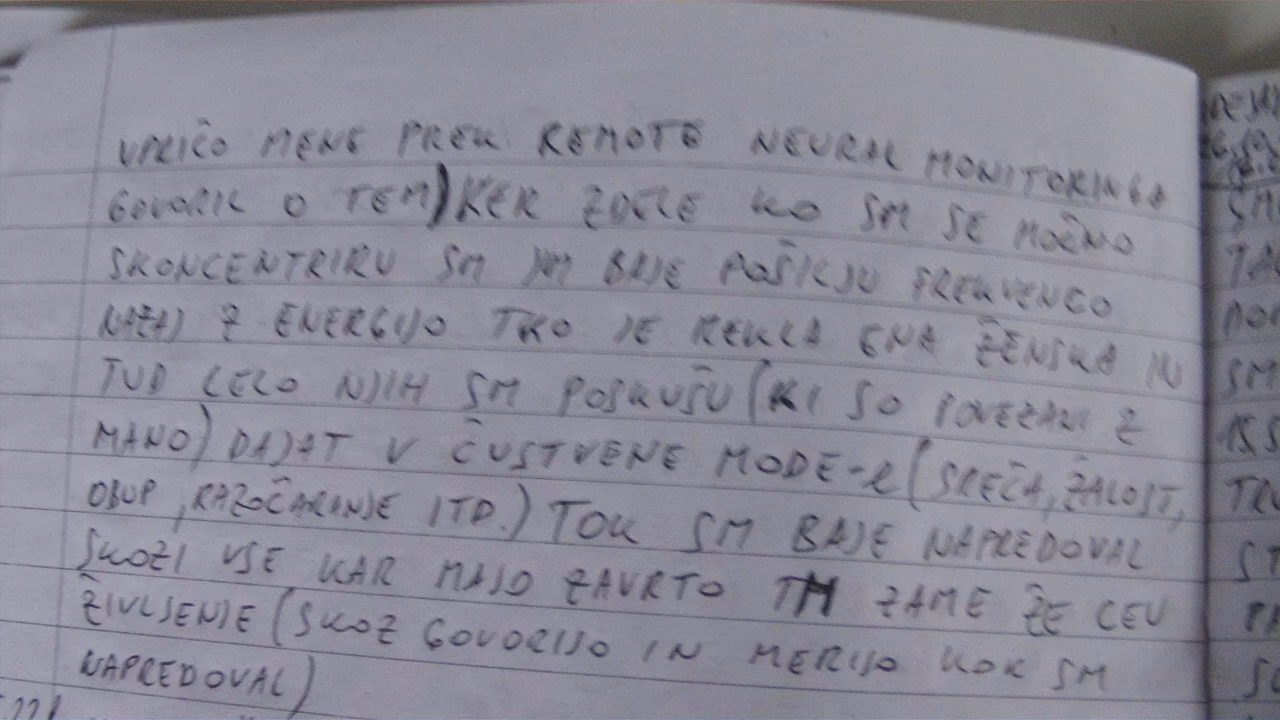 VPRIČO MENE PREK REMOTE NEURAL MONITORINGA
GOVORIL O TEM) KER ZDELE KO SM SE MOČNO
SKONCENTRIRU SM JIM BAJE POŠILJU FREKVENCO
NAZAJ Z ENERGIJO TKO JE REKLA ENA ŽENSKA IN
TUD CELO NJIH SM POSKUŠU (KI SO POVEZANI Z
MANO) DAJAT V ČUSTVENE MODE-E (SREČA, ŽALOST,
OBUP, RAZOČARANJE ITD.) TOK SM BAJE NAPREDOVAL
SKOZI VSE KAR MAJO ZAVRTO TM ZAME ŽE CEU
ŽIVLJENJE (SKOZ GOVORIJO IN MERIJO KOK SM
NAPREDOVAL)
SM
SM